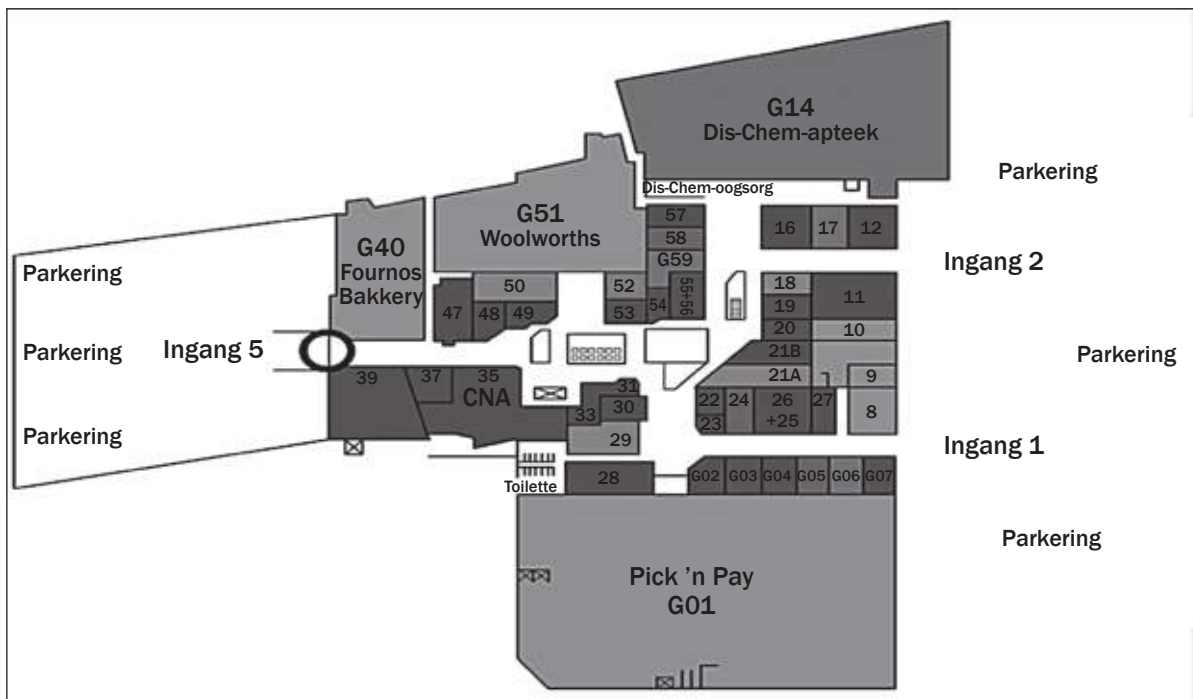 G14
Dis-Chem-apteek
Parkering
Dis-Chem-oogsorg
G51
Woolworths
57
16
17
12
58
G40
Fournos
Bakkery
G59
Ingang 2
Parkering
50
52
55+56
18
11
47
48
49
53
54
19
20
10
Parkering
Ingang 5
21B
Parkering
39
37
35
CNA
31
21A
9
33
30
22
24
26
+25
27
8
23
Parkering
29
Ingang 1
Toilette
28
G02
G03
G04
G05
G06
G07
Parkering
Pick ’n Pay
G01